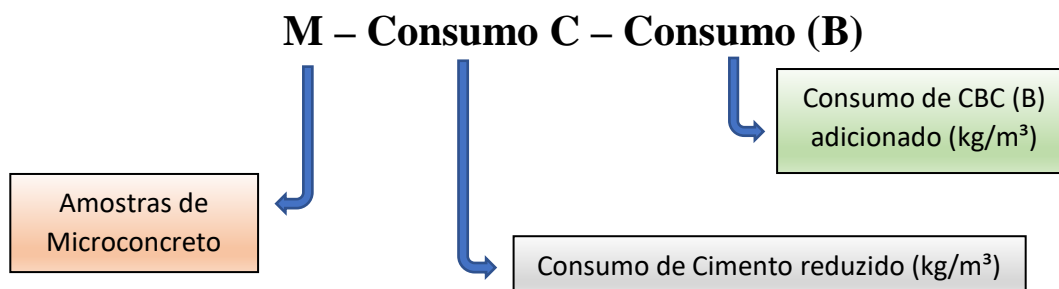 M – Consumo C – Consumo (B)
Consumo de CBC (B)
adicionado (kg/m³)
Amostras de
Microconcreto
Consumo de Cimento reduzido (kg/m³)